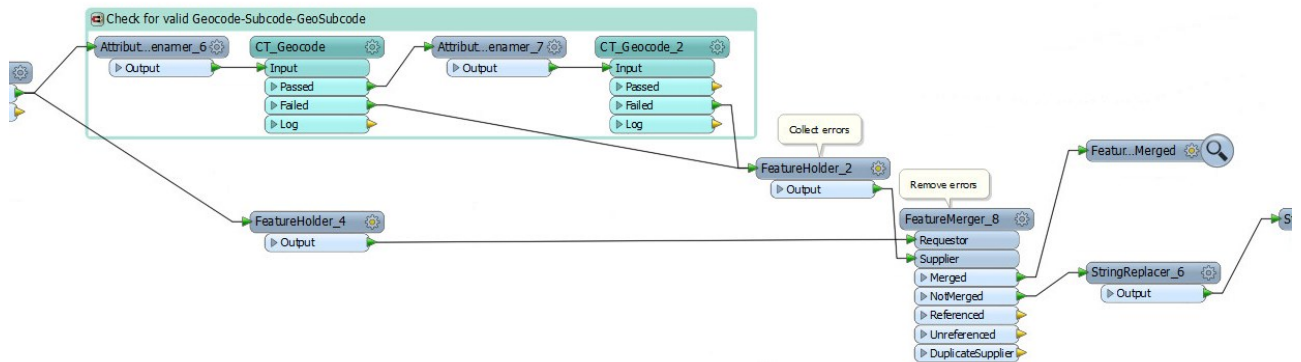 Check for valid Geocode-Subcode-GeoSubcode
Attribut...enamer_6
Output
CT_Geocode
Input
Passed
Failed
Log
Attribut...enamer_7
Output
CT_Geocode_2
Input
Passed
Failed
Log
Collect errors
FeatureHolder_2
Output
Remove errors
Featur...Merged
FeatureHolder_4
Output
FeatureMerger_8
Requestor
Supplier
Merged
NotMerged
Referenced
Unreferenced
DuplicateSupplier
StringReplacer_6
Output